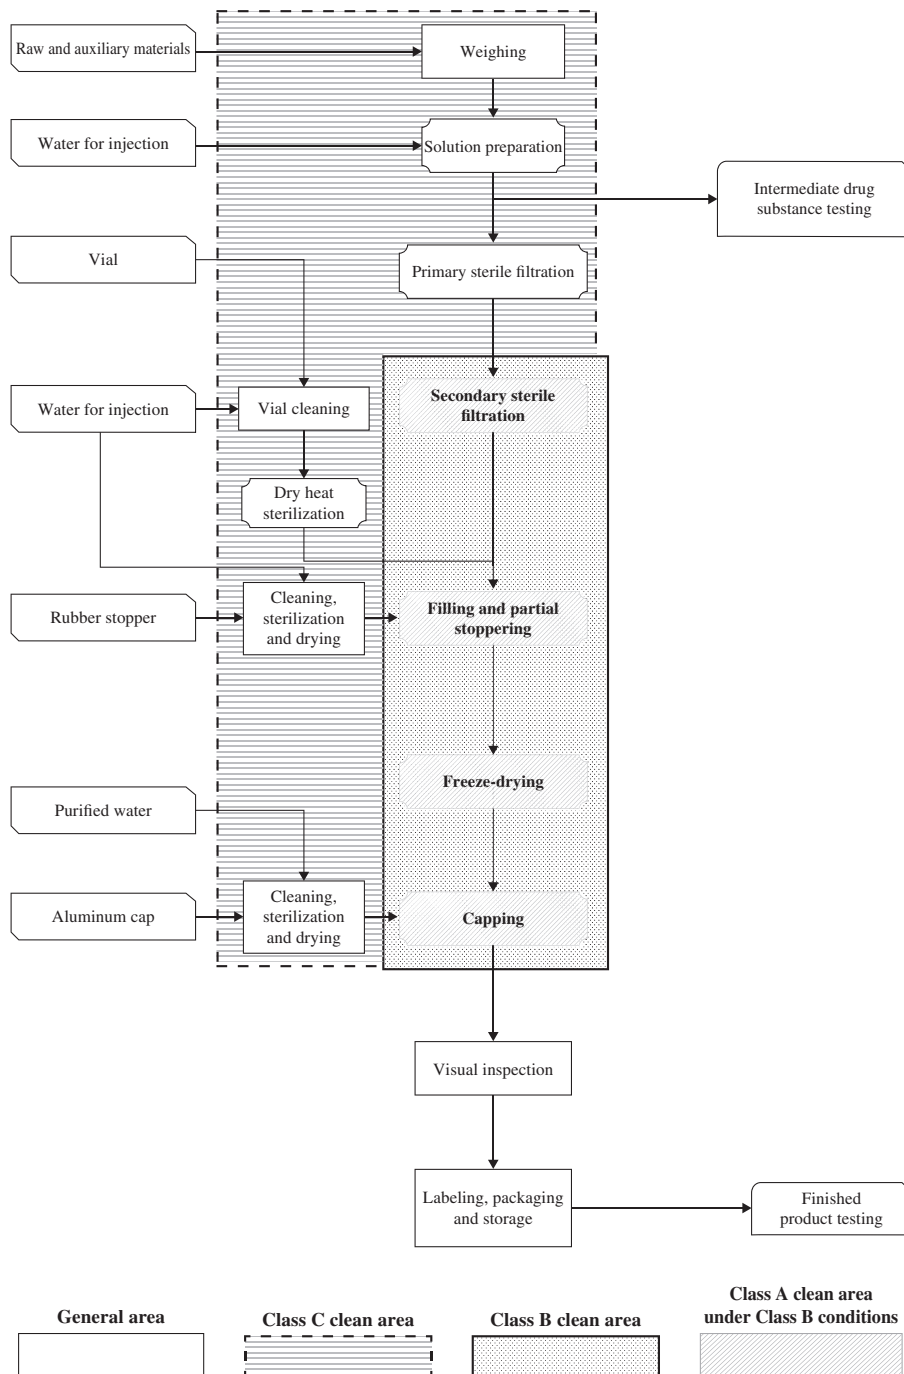 Raw and auxiliary materials
Weighing
Water for injection
Solution preparation
Intermediate drug
substance testing
Vial
Primary sterile filtration
Water for injection
Vial cleaning
Secondary sterile
filtration
Dry heat
sterilization
Rubber stopper
Cleaning,
sterilization
and drying
Filling and partial
stoppering
Freeze-drying
Purified water
Aluminum cap
Cleaning,
sterilization
and drying
Capping
Visual inspection
Labeling, packaging
and storage
Finished
product testing
General area
Class C clean area
Class B clean area
Class A clean area
under Class B conditions